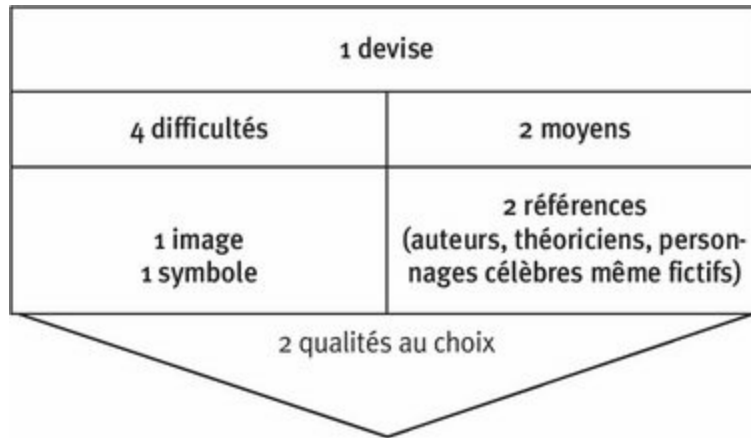 1 devise
4 difficultés
2 moyens
1 image
1 symbole
2 références
(auteurs, théoriciens, person-
nages célèbres même fictifs)
2 qualités au choix